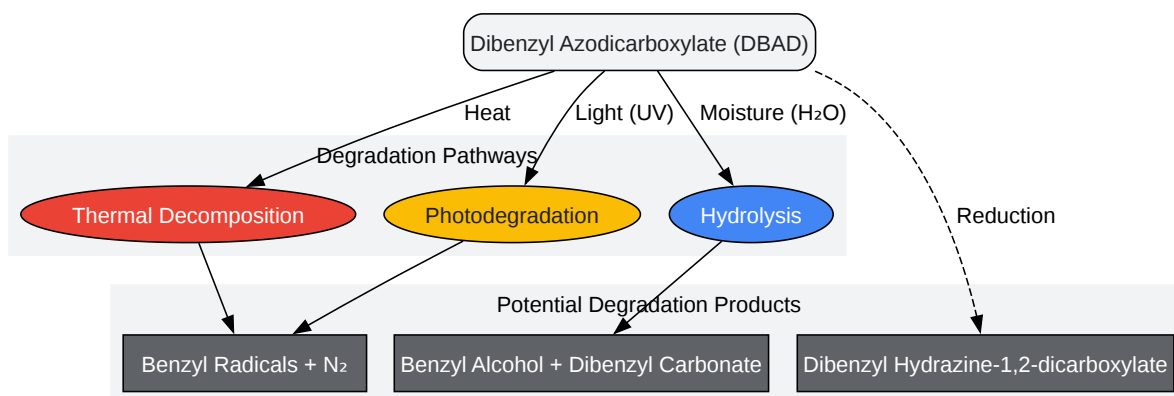 Dibenzyl Azodicarboxylate (DBAD)
Heat
Light (UV)
Moisture (H₂O)
Degradation Pathways
Thermal Decomposition
Photodegradation
Hydrolysis
Reduction
Potential Degradation Products
Benzyl Radicals + N₂
Benzyl Alcohol + Dibenzyl Carbonate
Dibenzyl Hydrazine-1,2-dicarboxylate